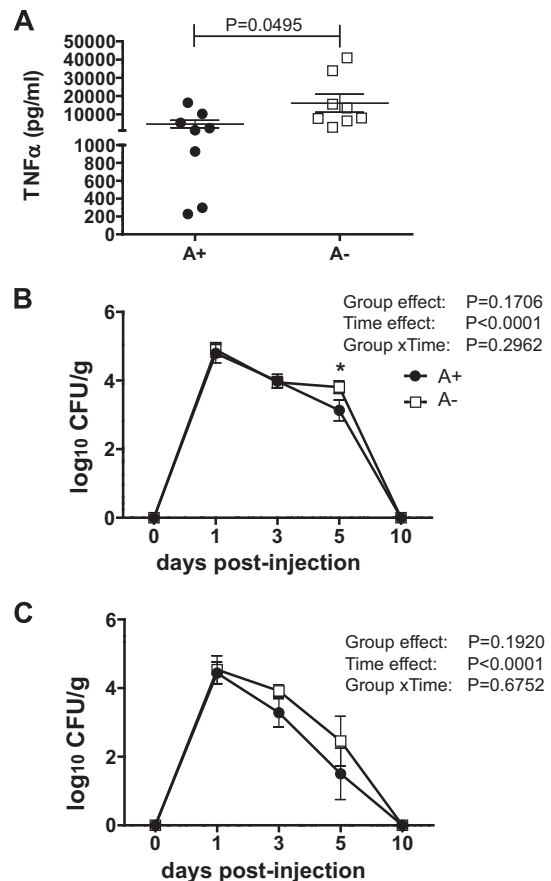 A
P=0.0495
TNFα (pg/ml)
50000
40000
30000
20000
10000
1000
800
600
400
200
0
A+ A-
B
log10 CFU/g
6
4
2
0
Group effect: P=0.1706
Time effect: P<0.0001
Group xTime: P=0.2962
*
A+
A-
0 1 3 5 10
days post-injection
C
log10 CFU/g
6
4
2
0
Group effect: P=0.1920
Time effect: P<0.0001
Group xTime: P=0.6752
0 1 3 5 10
days post-injection